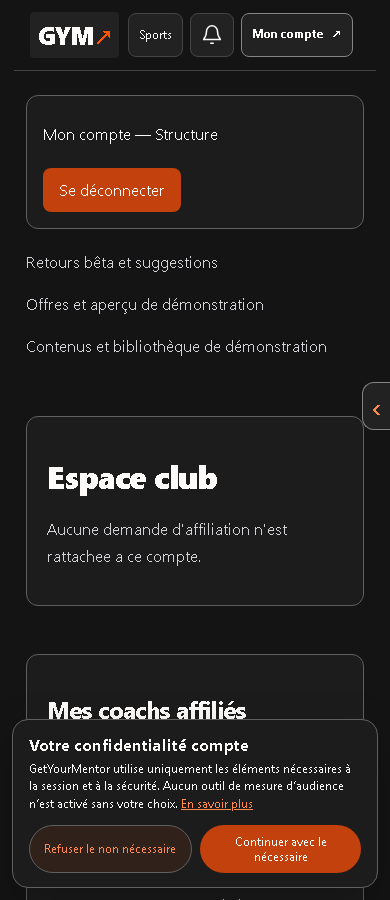 GYM↗
Sports
Mon compte ↗
Mon compte — Structure
Se déconnecter
Retours bêta et suggestions
Offres et aperçu de démonstration
Contenus et bibliothèque de démonstration
Espace club
Aucune demande d'affiliation n'est
rattachee a ce compte.
Mes coachs affiliés
Votre confidentialité compte
GetYourMentor utilise uniquement les éléments nécessaires à
la session et à la sécurité. Aucun outil de mesure d'audience
n'est activé sans votre choix. En savoir plus
Refuser le non nécessaire
Continuer avec le
nécessaire